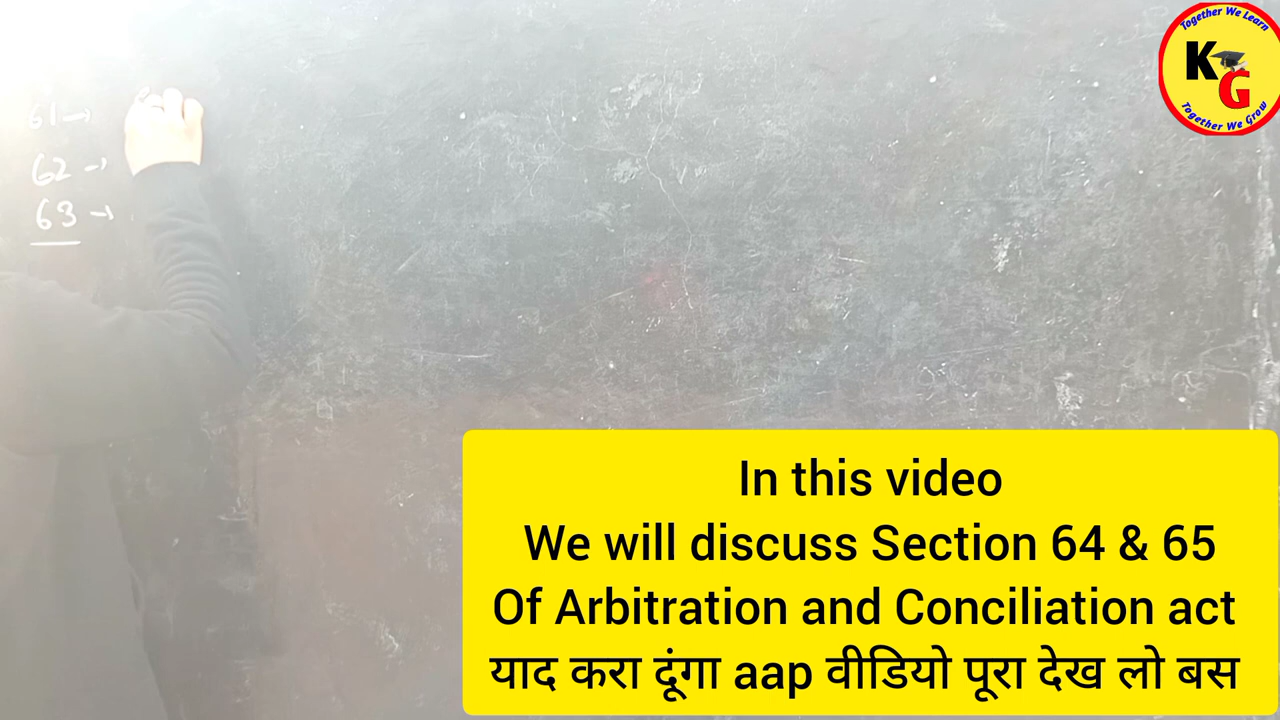 Together We Learn
KG
Together We Grow
61 →
62 →
63 →
In this video
We will discuss Section 64 & 65
Of Arbitration and Conciliation act
याद करा दूंगा aap वीडियो पूरा देख लो बस